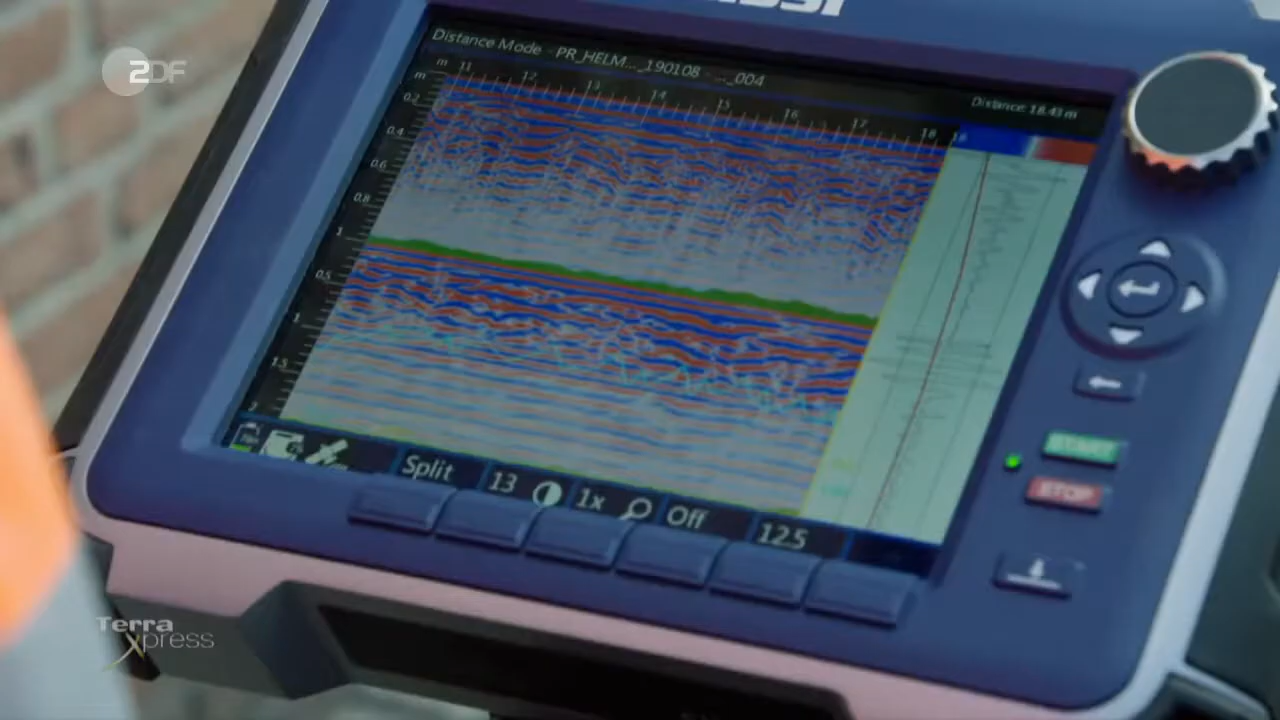 2DF
Distance Mode - PR_HELM..._190108 - ..._004
Distance: 18.43 m
m 11 12 13 14 15 16 17 18
m
0.2
0.4
0.6
0.8
1
0.5
1
1.5
Split 13 1x Off 12.5
START
STOP
Terra
Xpress